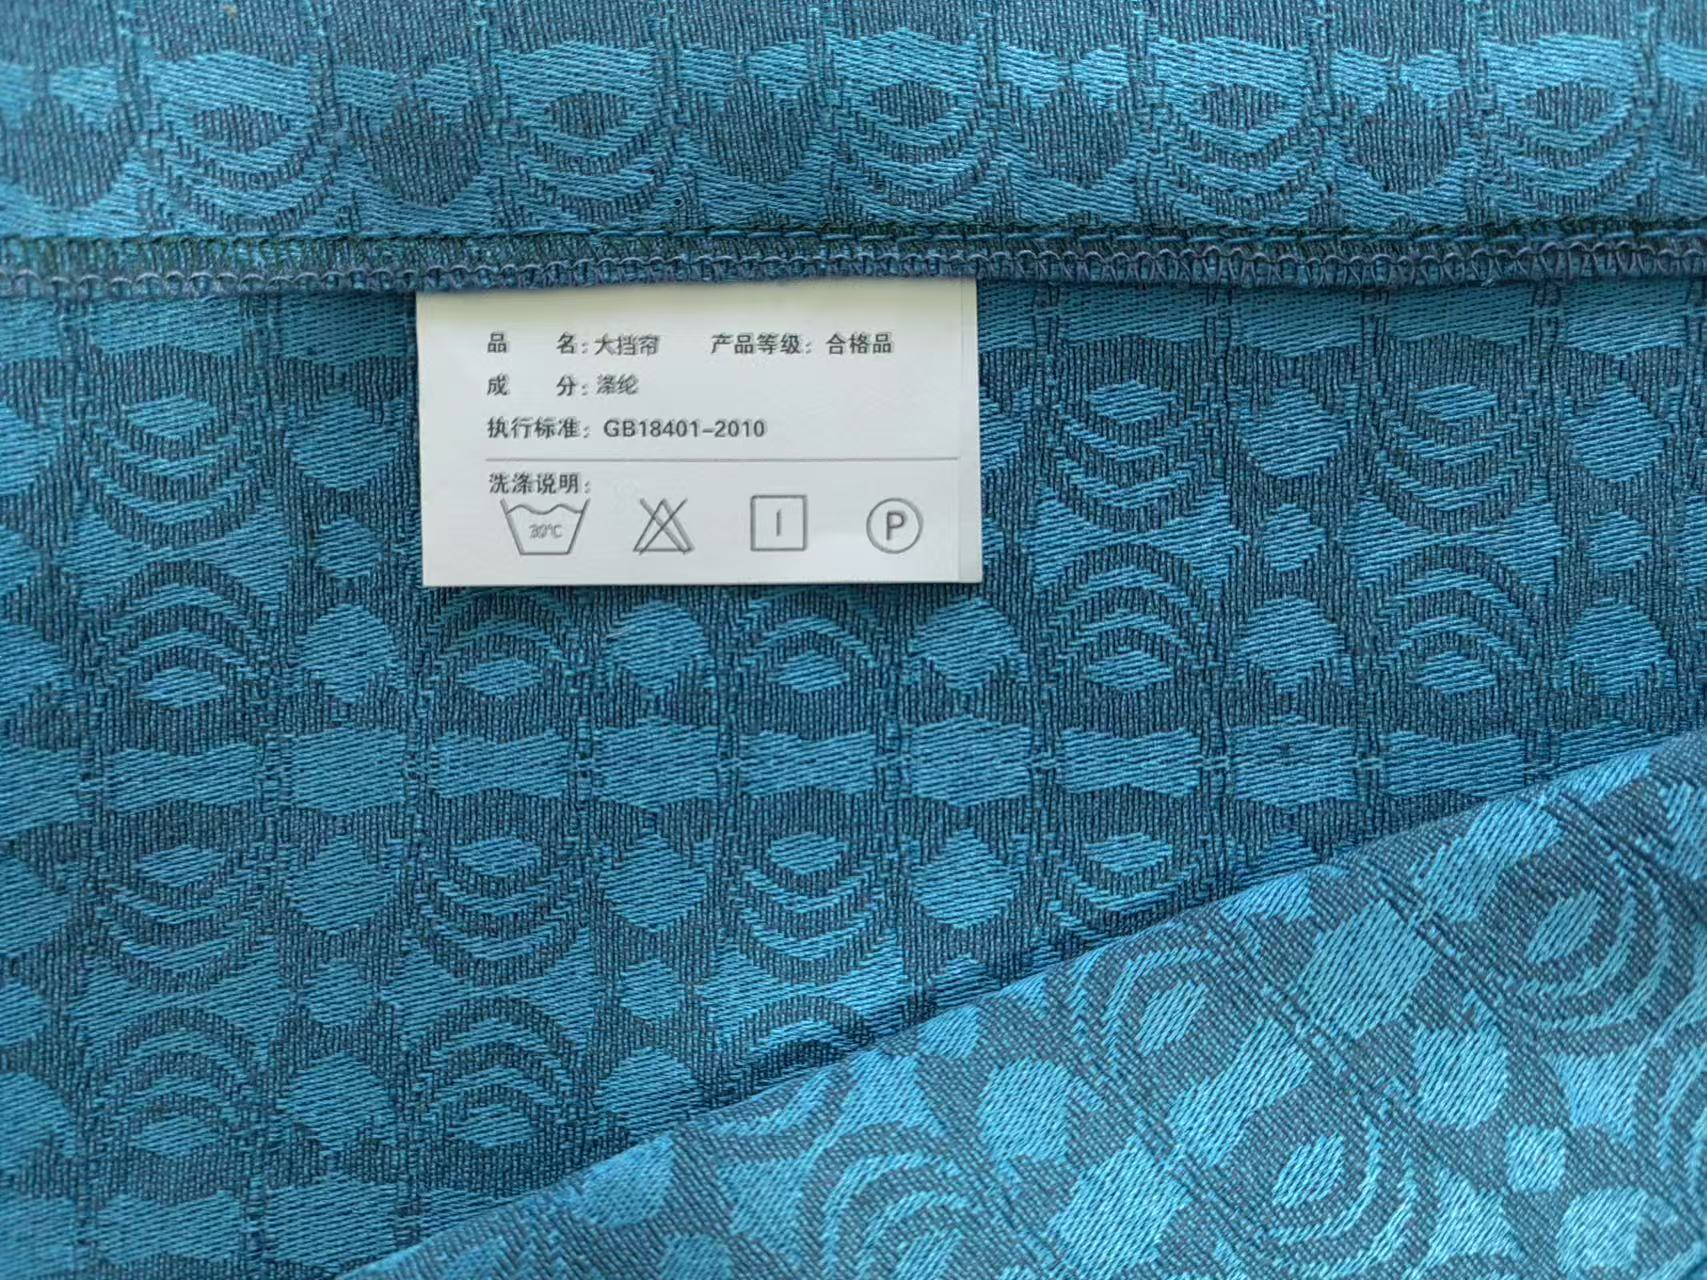 品 名：大挡帘 产品等级：合格品
成 分：涤纶
执行标准：GB18401-2010
洗涤说明：
30℃ P